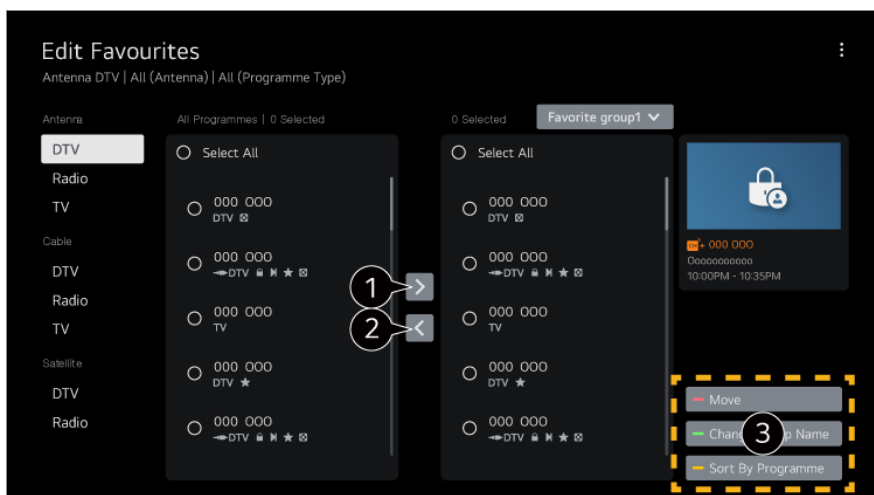 Edit Favourites
Antenna DTV | All (Antenna) | All (Programme Type)
Antenna
DTV
Radio
TV
Cable
DTV
Radio
TV
Satellite
DTV
Radio
All Programmes | 0 Selected
Select All
000 000
DTV
000 000
DTV
000 000
TV
000 000
DTV
000 000
DTV
1
2
0 Selected
Favorite group1
Select All
000 000
DTV
000 000
DTV
000 000
TV
000 000
DTV
000 000
DTV
CH+ 000 000
Oooooooooo
10:00PM - 10:35PM
Move
3
Name
Sort By Programme